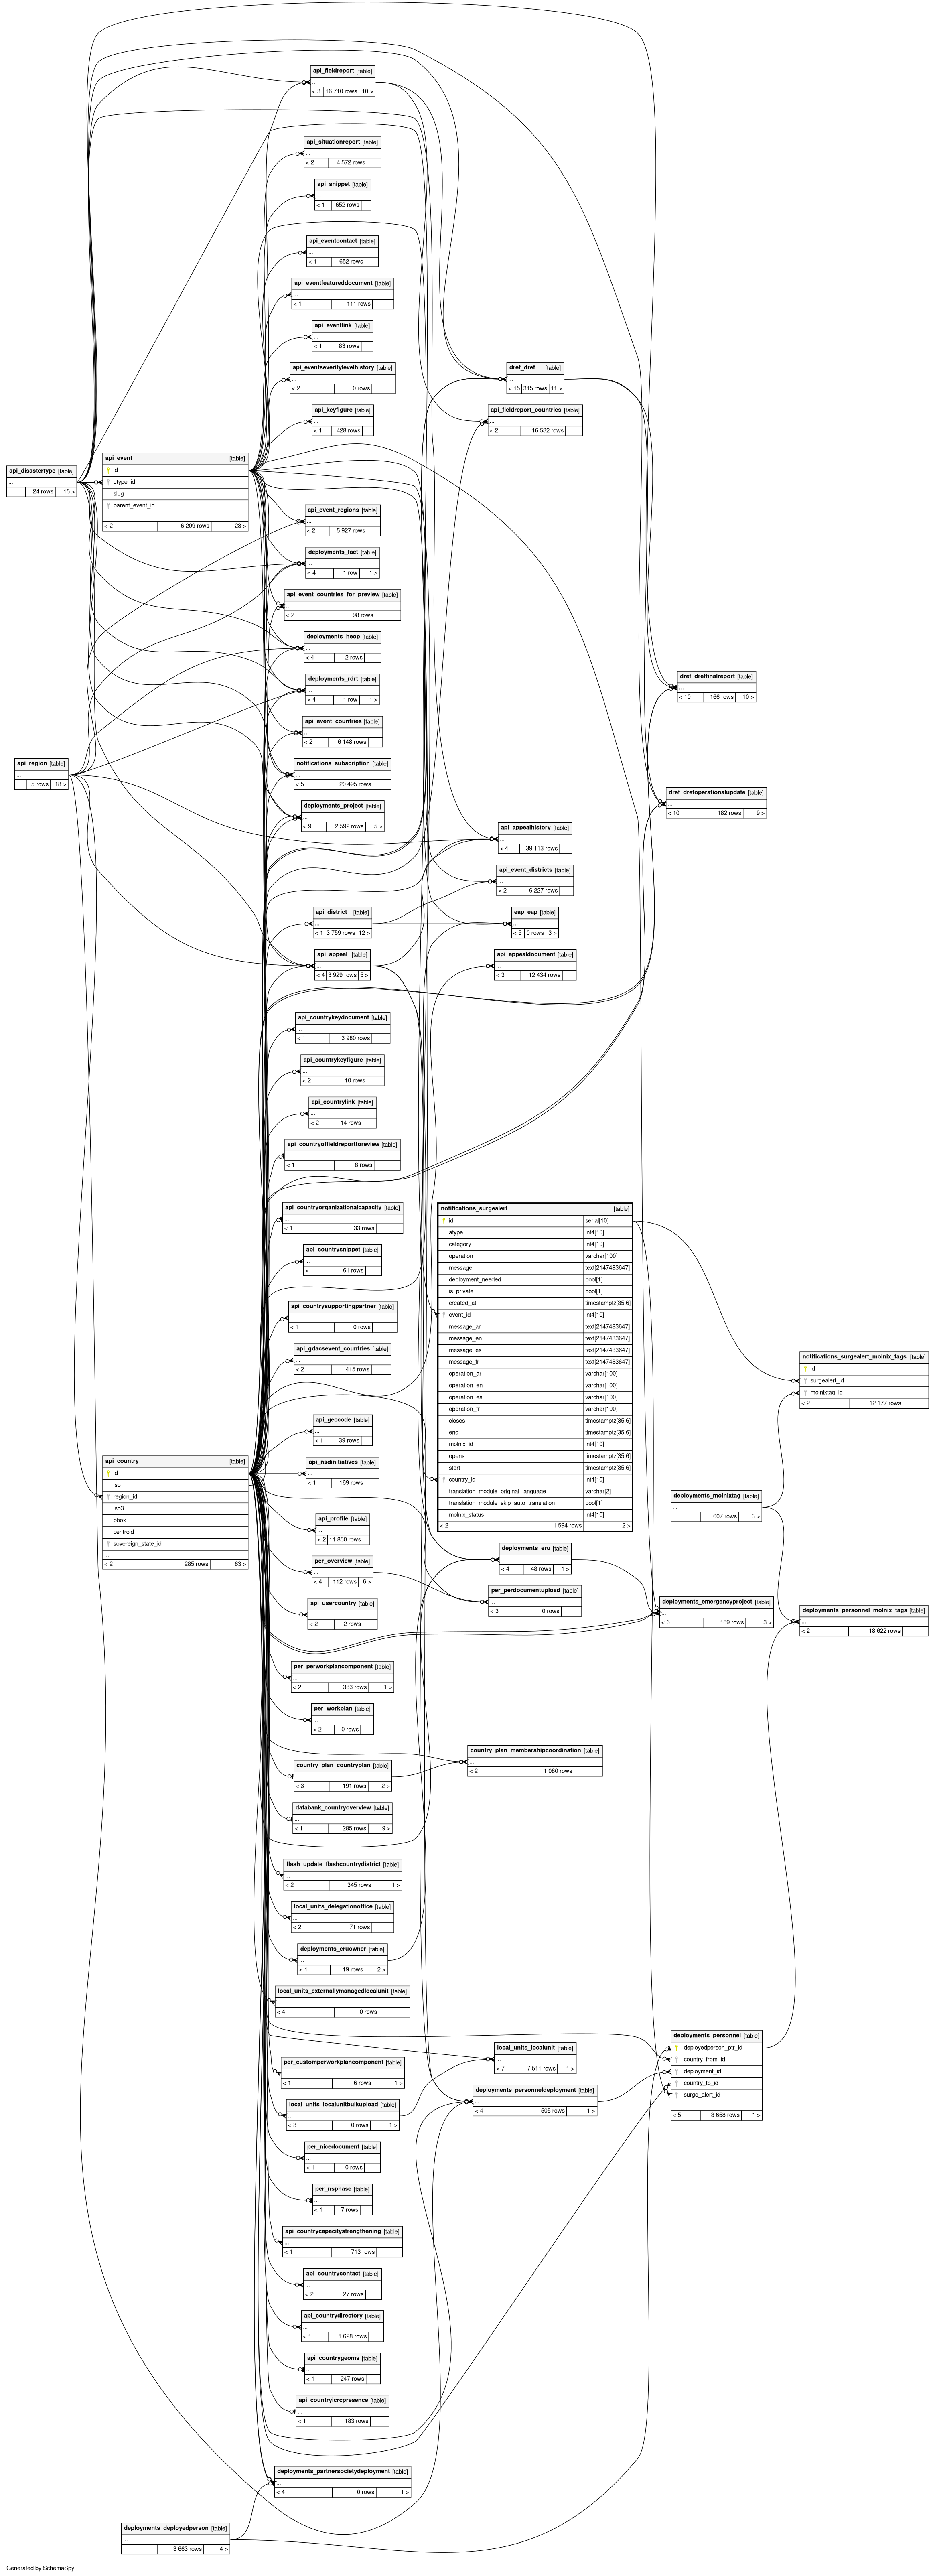 api_fieldreport [table]
...
< 3 16 710 rows 10 >
api_situationreport [table]
...
< 2 4 572 rows
api_snippet [table]
...
< 1 652 rows
api_eventcontact [table]
...
< 1 652 rows
api_eventfeatureddocument [table]
...
< 1 111 rows
api_eventlink [table]
...
< 1 83 rows
api_eventseveritylevelhistory [table]
...
< 2 0 rows
dref_dref [table]
...
< 15 315 rows 11 >
api_keyfigure [table]
...
< 1 428 rows
api_fieldreport_countries [table]
...
< 2 16 532 rows
api_disastertype [table]
...
24 rows 15 >
api_event [table]
id
dtype_id
slug
parent_event_id
...
< 2 6 209 rows 23 >
api_event_regions [table]
...
< 2 5 927 rows
deployments_fact [table]
...
< 4 1 row 1 >
api_event_countries_for_preview [table]
...
< 2 98 rows
deployments_heop [table]
...
< 4 2 rows
deployments_rdrt [table]
...
< 4 1 row 1 >
dref_dreffinalreport [table]
...
< 10 166 rows 10 >
api_event_countries [table]
...
< 2 6 148 rows
api_region [table]
...
5 rows 18 >
notifications_subscription [table]
...
< 5 20 495 rows
dref_drefoperationalupdate [table]
...
< 10 182 rows 9 >
deployments_project [table]
...
< 9 2 592 rows 5 >
api_appealhistory [table]
...
< 4 39 113 rows
api_event_districts [table]
...
< 2 6 227 rows
api_district [table]
...
< 1 3 759 rows 12 >
eap_eap [table]
...
< 5 0 rows 3 >
api_appeal [table]
...
< 4 3 929 rows 5 >
api_appealdocument [table]
...
< 3 12 434 rows
api_countrykeydocument [table]
...
< 1 3 980 rows
api_countrykeyfigure [table]
...
< 2 10 rows
api_countrylink [table]
...
< 2 14 rows
api_countryoffieldreporttoreview [table]
...
< 1 8 rows
api_countryorganizationalcapacity [table]
...
< 1 33 rows
api_countrysnippet [table]
...
< 1 61 rows
api_countrysupportingpartner [table]
...
< 1 0 rows
api_gdacsevent_countries [table]
...
< 2 415 rows
notifications_surgealert [table]
id serial[10]
atype int4[10]
category int4[10]
operation varchar[100]
message text[2147483647]
deployment_needed bool[1]
is_private bool[1]
created_at timestamptz[35,6]
event_id int4[10]
message_ar text[2147483647]
message_en text[2147483647]
message_es text[2147483647]
message_fr text[2147483647]
operation_ar varchar[100]
operation_en varchar[100]
operation_es varchar[100]
operation_fr varchar[100]
closes timestamptz[35,6]
end timestamptz[35,6]
molnix_id int4[10]
opens timestamptz[35,6]
start timestamptz[35,6]
country_id int4[10]
translation_module_original_language varchar[2]
translation_module_skip_auto_translation bool[1]
molnix_status int4[10]
< 2 1 594 rows 2 >
notifications_surgealert_molnix_tags [table]
id
surgealert_id
molnixtag_id
< 2 12 177 rows
api_geccode [table]
...
< 1 39 rows
api_country [table]
id
iso
region_id
iso3
bbox
centroid
sovereign_state_id
...
< 2 285 rows 63 >
api_nsdinitiatives [table]
...
< 1 169 rows
deployments_molnixtag [table]
...
607 rows 3 >
api_profile [table]
...
< 2 11 850 rows
deployments_eru [table]
...
< 4 48 rows 1 >
per_overview [table]
...
< 4 112 rows 6 >
per_perdocumentupload [table]
...
< 3 0 rows
api_usercountry [table]
...
< 2 2 rows
deployments_emergencyproject [table]
...
< 6 169 rows 3 >
deployments_personnel_molnix_tags [table]
...
< 2 18 622 rows
per_perworkplancomponent [table]
...
< 2 383 rows 1 >
per_workplan [table]
...
< 2 0 rows
country_plan_countryplan [table]
...
< 3 191 rows 2 >
country_plan_membershipcoordination [table]
...
< 2 1 080 rows
databank_countryoverview [table]
...
< 1 285 rows 9 >
flash_update_flashcountrydistrict [table]
...
< 2 345 rows 1 >
local_units_delegationoffice [table]
...
< 2 71 rows
deployments_eruowner [table]
...
< 1 19 rows 2 >
local_units_externallymanagedlocalunit [table]
...
< 4 0 rows
per_customperworkplancomponent [table]
...
< 1 6 rows 1 >
local_units_localunit [table]
...
< 7 7 511 rows 1 >
deployments_personnel [table]
deployedperson_ptr_id
country_from_id
deployment_id
country_to_id
surge_alert_id
...
< 5 3 658 rows 1 >
local_units_localunitbulkupload [table]
...
< 3 0 rows 1 >
deployments_personneldeployment [table]
...
< 4 505 rows 1 >
per_nicedocument [table]
...
< 1 0 rows
per_nsphase [table]
...
< 1 7 rows
api_countrycapacitystrengthening [table]
...
< 1 713 rows
api_countrycontact [table]
...
< 2 27 rows
api_countrydirectory [table]
...
< 1 1 628 rows
api_countrygeoms [table]
...
< 1 247 rows
api_countryicrcpresence [table]
...
< 1 183 rows
deployments_partnersocietydeployment [table]
...
< 4 0 rows 1 >
deployments_deployedperson [table]
...
3 663 rows 4 >
Generated by SchemaSpy